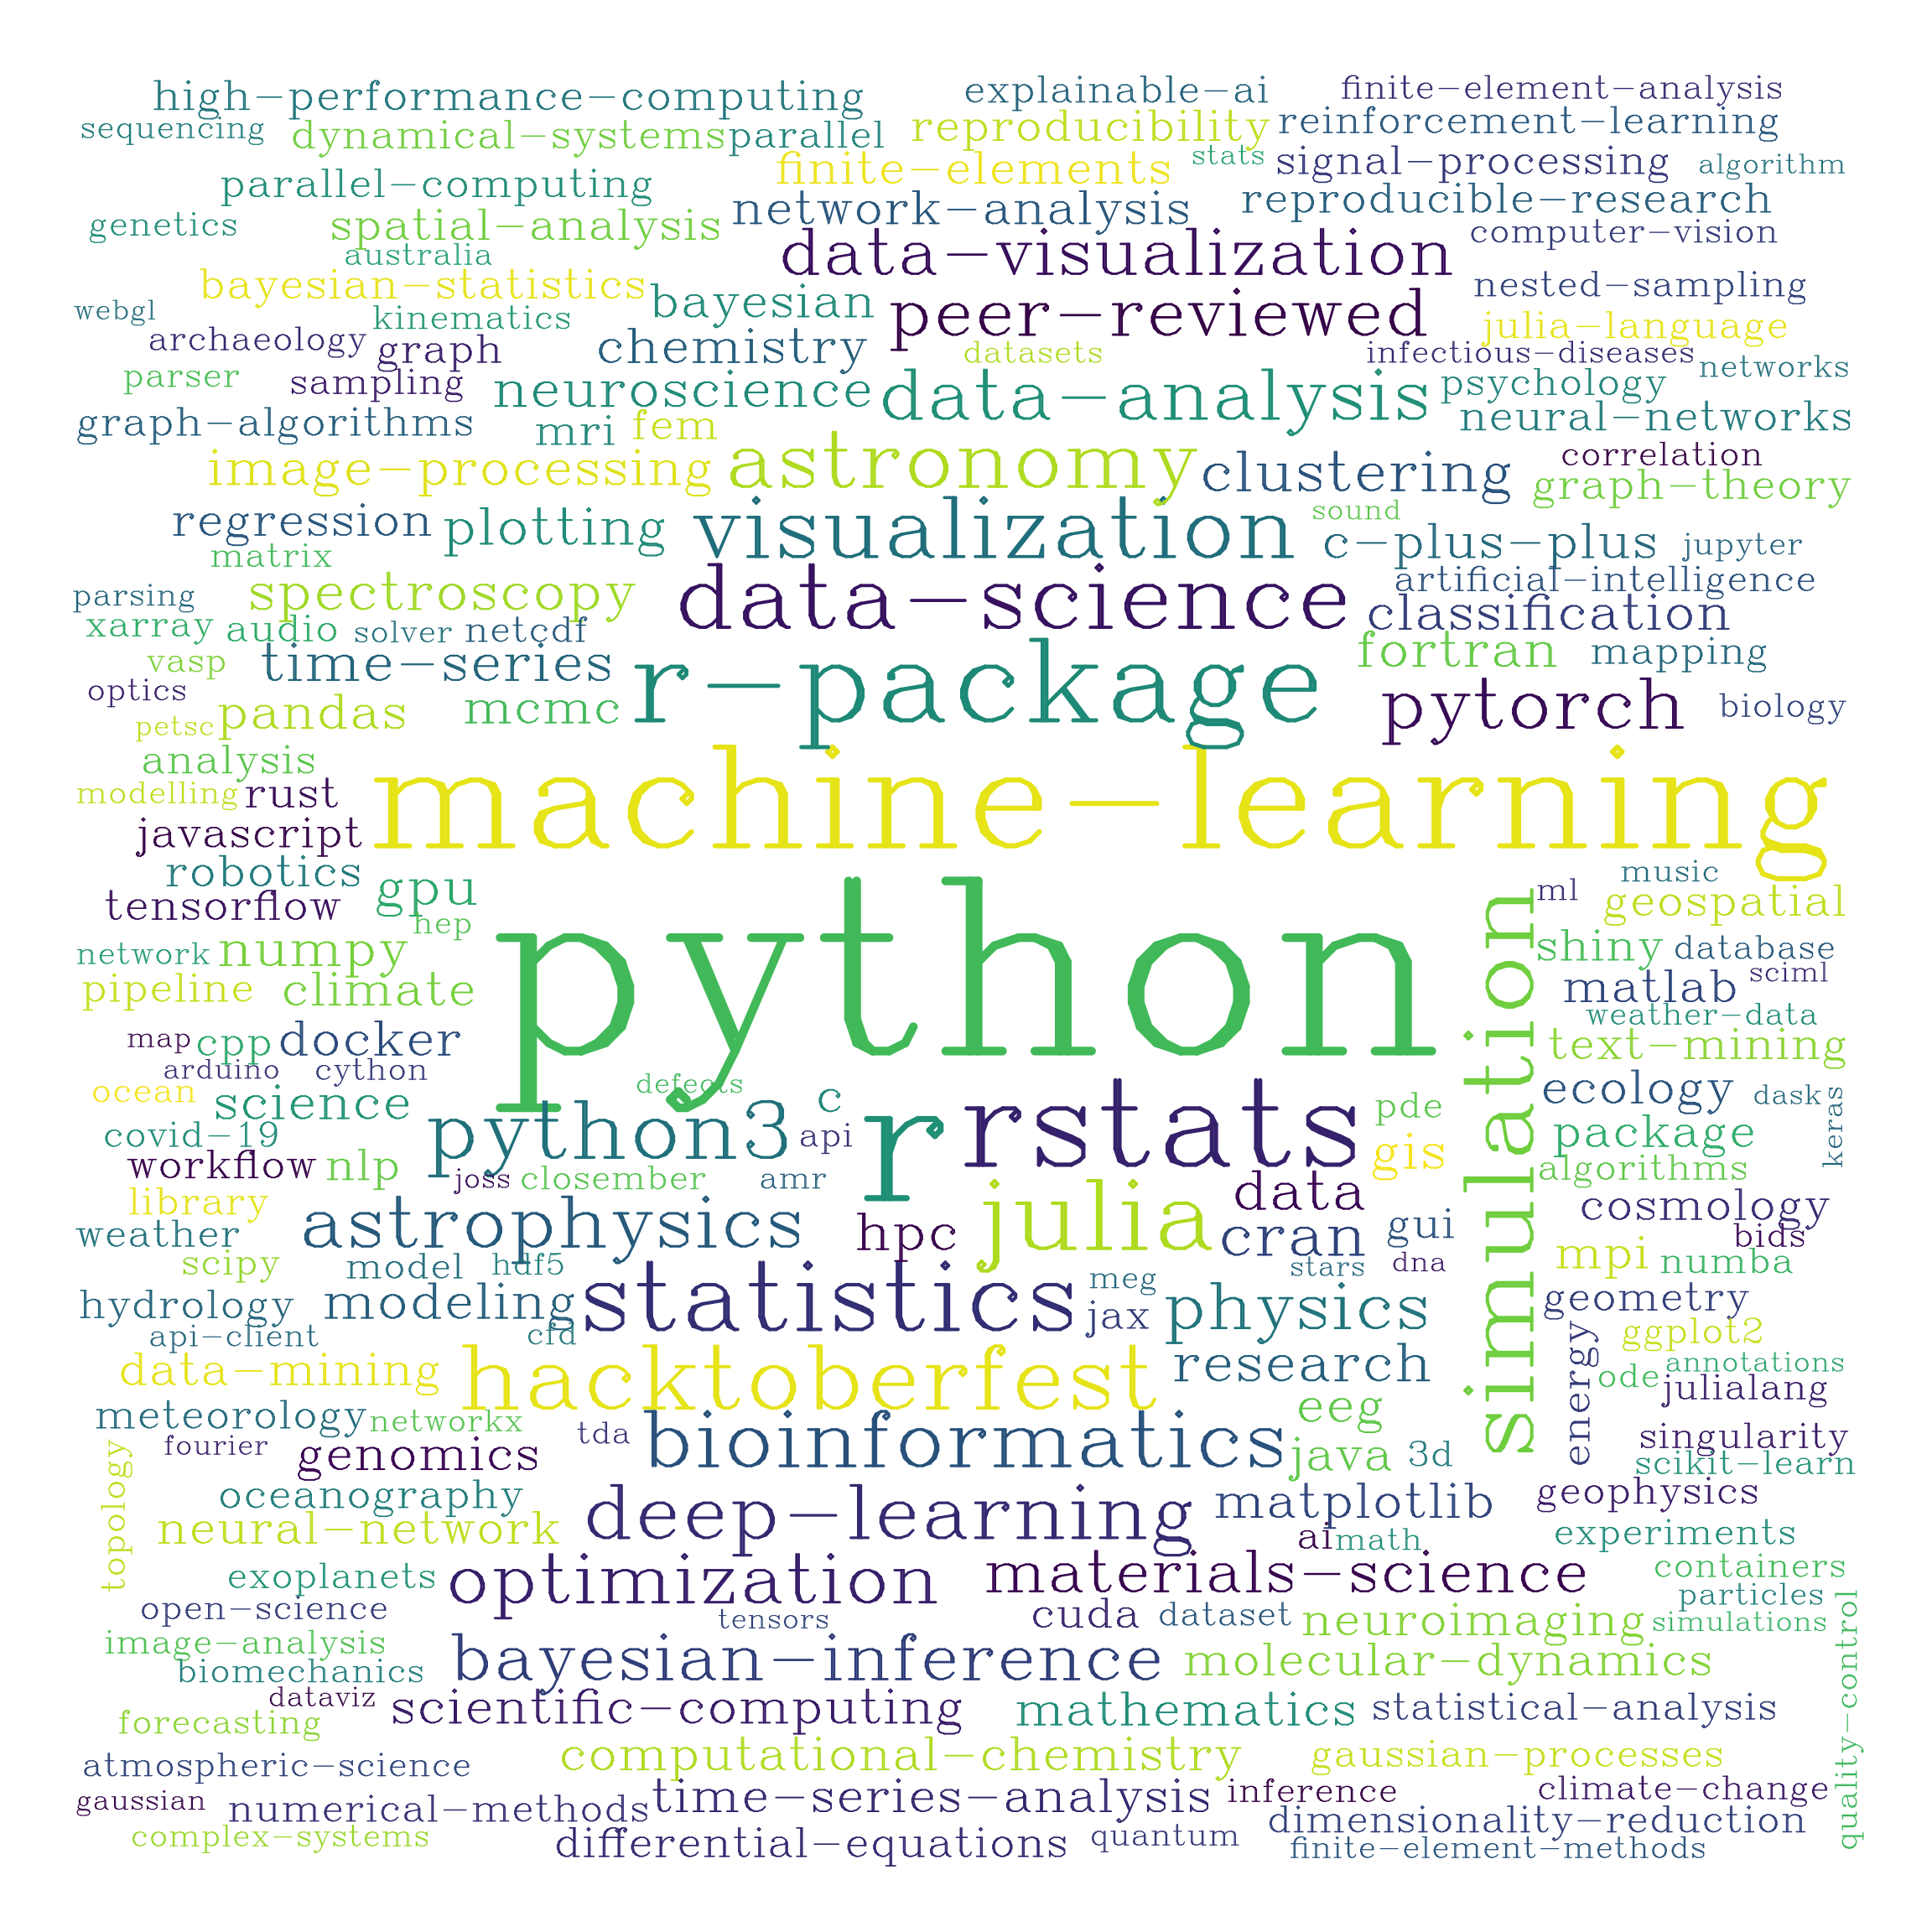 high-performance-computing explainable-ai finite-element-analysis
sequencing dynamical-systems parallel reproducibility reinforcement-learning
finite-elements stats signal-processing algorithm
parallel-computing network-analysis reproducible-research
genetics spatial-analysis data-visualization computer-vision
australia
bayesian-statistics bayesian peer-reviewed nested-sampling
webgl kinematics julia-language
archaeology graph chemistry datasets infectious-diseases networks
parser sampling neuroscience data-analysis psychology
graph-algorithms mri fem neural-networks
image-processing astronomy clustering correlation
graph-theory
regression plotting visualization sound c-plus-plus jupyter
matrix
parsing spectroscopy data-science artificial-intelligence
classification
xarray audio solver netcdf
vasp time-series r-package fortran mapping
optics
petsc pandas mcmc pytorch biology
analysis
modelling rust machine-learning
javascript
robotics gpu music
tensorflow ml geospatial
hep
network numpy python simulation shiny database
pipeline climate matlab sciml
weather-data
map cpp docker text-mining
arduino cython
ocean science defects c r rstats pde ecology dask keras
covid-19 python3 api gis package
workflow nlp joss closember amr algorithms
library data cosmology
weather astrophysics hpc julia cran gui bids
scipy model hdf5 stars dna mpi numba
hydrology modeling statistics meg jax physics geometry
api-client cfd energy ggplot2
data-mining hacktoberfest research annotations
ode julialang
meteorology networkx eeg
fourier genomics tda bioinformatics java 3d singularity
topology scikit-learn
oceanography deep-learning matplotlib geophysics
neural-network ai math experiments
exoplanets optimization materials-science containers
open-science tensors cuda dataset neuroimaging particles
simulations quality-control
image-analysis bayesian-inference molecular-dynamics
biomechanics
dataviz scientific-computing mathematics statistical-analysis
forecasting
atmospheric-science computational-chemistry gaussian-processes
gaussian numerical-methods time-series-analysis inference climate-change
complex-systems differential-equations quantum dimensionality-reduction
finite-element-methods